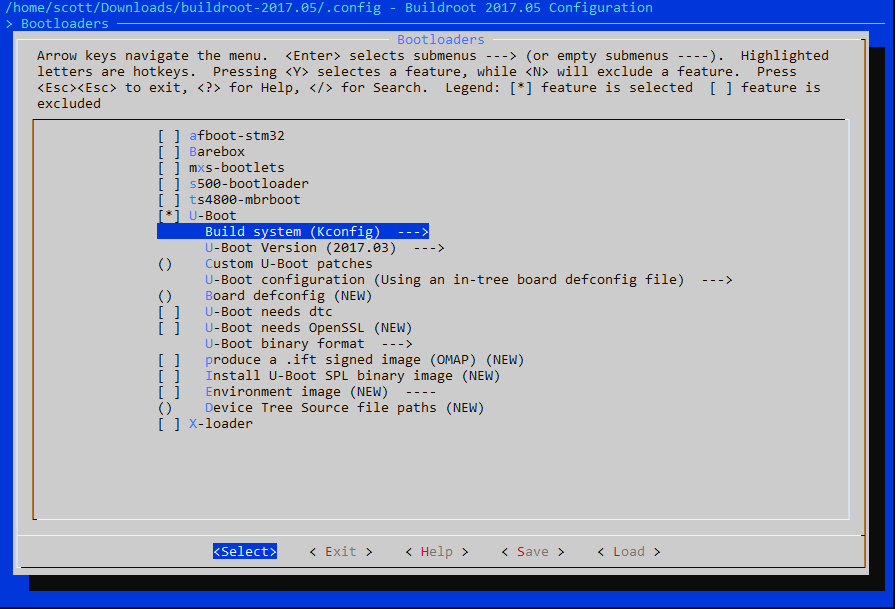 /home/scott/Downloads/buildroot-2017.05/.config - Buildroot 2017.05 Configuration
> Bootloaders
Bootloaders
Arrow keys navigate the menu.  <Enter> selects submenus ---> (or empty submenus ----).  Highlighted
letters are hotkeys.  Pressing <Y> selectes a feature, while <N> will exclude a feature.  Press
<Esc><Esc> to exit, <?> for Help, </> for Search.  Legend: [*] feature is selected  [ ] feature is
excluded
[ ] afboot-stm32
[ ] Barebox
[ ] mxs-bootlets
[ ] s500-bootloader
[ ] ts4800-mbrboot
[*] U-Boot
Build system (Kconfig)  --->
U-Boot Version (2017.03)  --->
()    Custom U-Boot patches
U-Boot configuration (Using an in-tree board defconfig file)  --->
()    Board defconfig (NEW)
[ ]   U-Boot needs dtc
[ ]   U-Boot needs OpenSSL (NEW)
U-Boot binary format  --->
[ ]   produce a .ift signed image (OMAP) (NEW)
[ ]   Install U-Boot SPL binary image (NEW)
[ ]   Environment image (NEW)  ----
()    Device Tree Source file paths (NEW)
[ ] X-loader
<Select>    < Exit >    < Help >    < Save >    < Load >